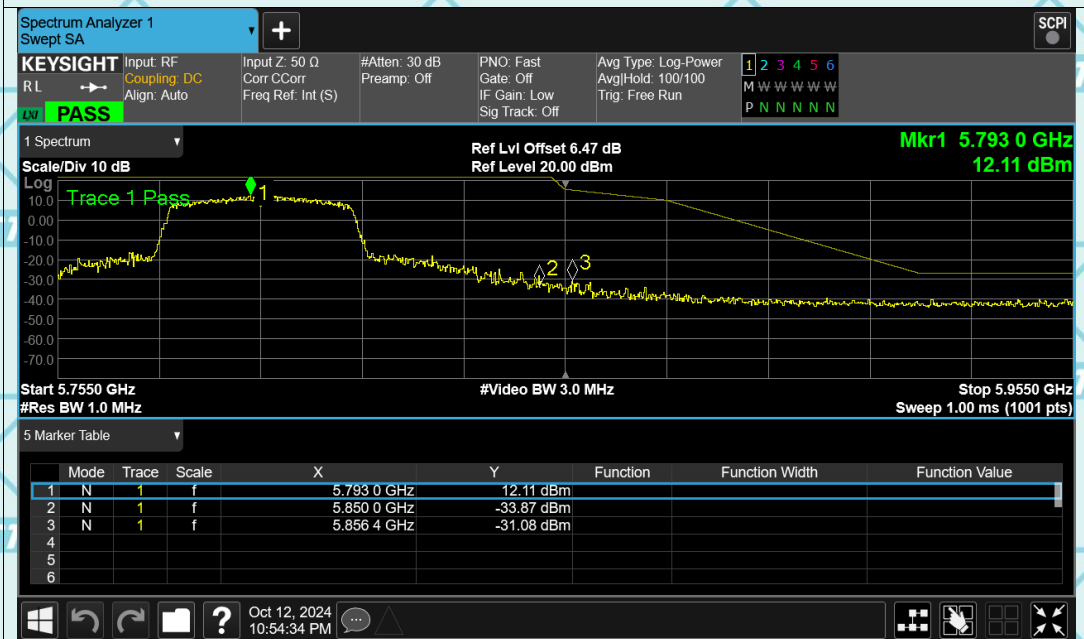 Spectrum Analyzer 1
Swept SA
SCPI
KEYSIGHT
R L
LXI PASS
Input: RF
Coupling: DC
Align: Auto
Input Z: 50 Ω
Corr CCorr
Freq Ref: Int (S)
#Atten: 30 dB
Preamp: Off
PNO: Fast
Gate: Off
IF Gain: Low
Sig Track: Off
Avg Type: Log-Power
Avg|Hold: 100/100
Trig: Free Run
1 2 3 4 5 6
M W W W W W
P N N N N N
1 Spectrum
Scale/Div 10 dB
Ref Lvl Offset 6.47 dB
Ref Level 20.00 dBm
Mkr1 5.793 0 GHz
12.11 dBm
Log
Trace 1 Pass
1
2
3
10.0
0.00
-10.0
-20.0
-30.0
-40.0
-50.0
-60.0
-70.0
Start 5.7550 GHz
#Video BW 3.0 MHz
Stop 5.9550 GHz
#Res BW 1.0 MHz
Sweep 1.00 ms (1001 pts)
5 Marker Table
Mode Trace Scale X Y Function Function Width Function Value
1 N 1 f 5.793 0 GHz 12.11 dBm
2 N 1 f 5.850 0 GHz -33.87 dBm
3 N 1 f 5.856 4 GHz -31.08 dBm
4
5
6
?
Oct 12, 2024
10:54:34 PM